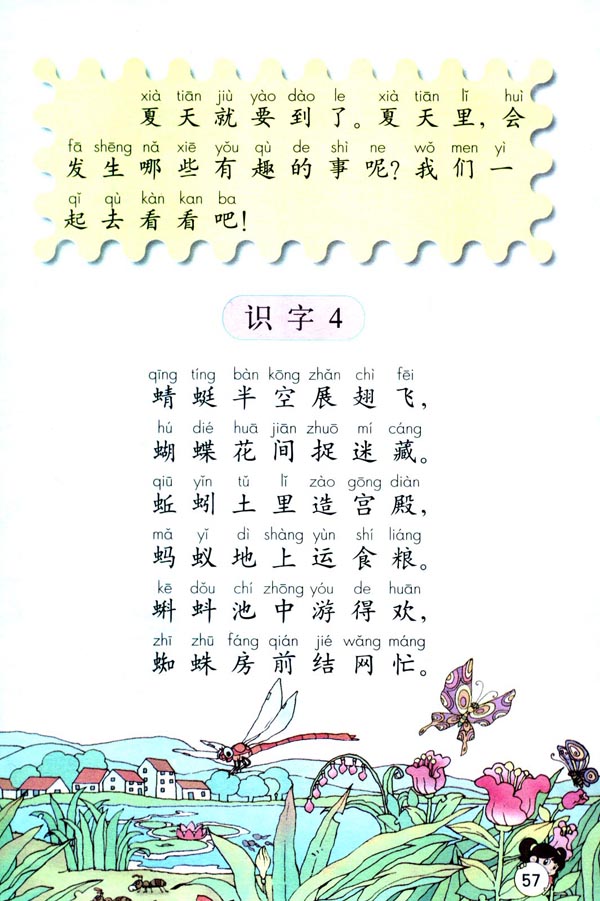 xià tiān jiù yào dào le xià tiān lǐ huì
夏天就要到了。夏天里，会
fā shēng nǎ xiē yǒu qù de shì ne wǒ men yì
发生哪些有趣的事呢？我们一
qǐ qù kàn kan ba
起去看看吧！
识字 4
qīng tíng bàn kōng zhǎn chì fēi
蜻蜓半空展翅飞，
hú dié huā jiān zhuō mí cáng
蝴蝶花间捉迷藏。
qiū yǐn tǔ lǐ zào gōng diàn
蚯蚓土里造宫殿，
mǎ yǐ dì shàng yùn shí liáng
蚂蚁地上运食粮。
kē dǒu chí zhōng yóu de huān
蝌蚪池中游得欢，
zhī zhū fáng qián jié wǎng máng
蜘蛛房前结网忙。
57